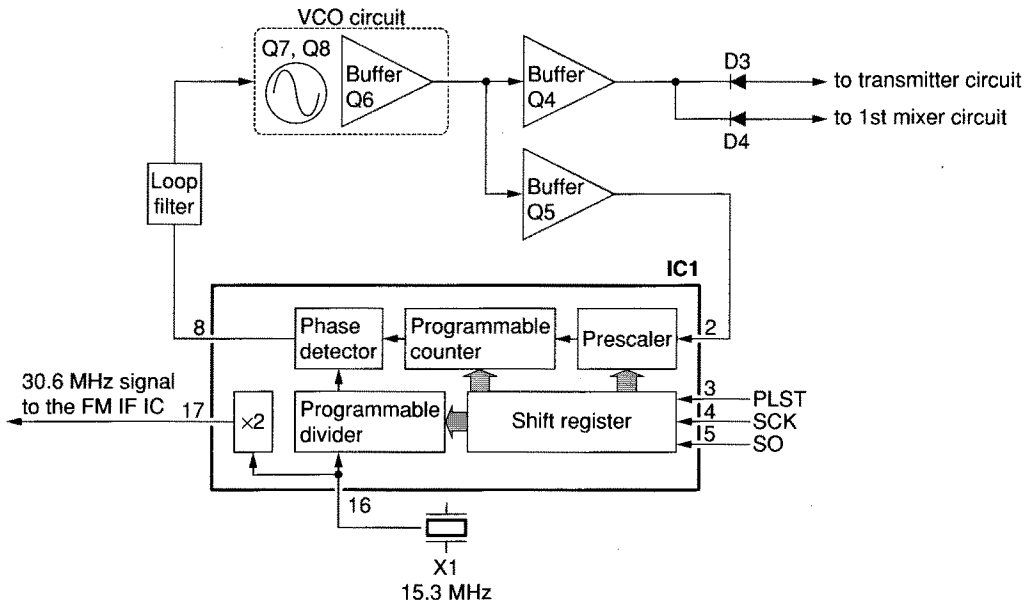 VCO circuit
Q7, Q8
Buffer
Q6
Buffer
Q4
D3
to transmitter circuit
to 1st mixer circuit
D4
Loop
filter
Buffer
Q5
IC1
8
Phase
detector
Programmable
counter
Prescaler
2
30.6 MHz signal
to the FM IF IC
17
×2
Programmable
divider
Shift register
3
PLST
4
SCK
5
SO
16
X1
15.3 MHz